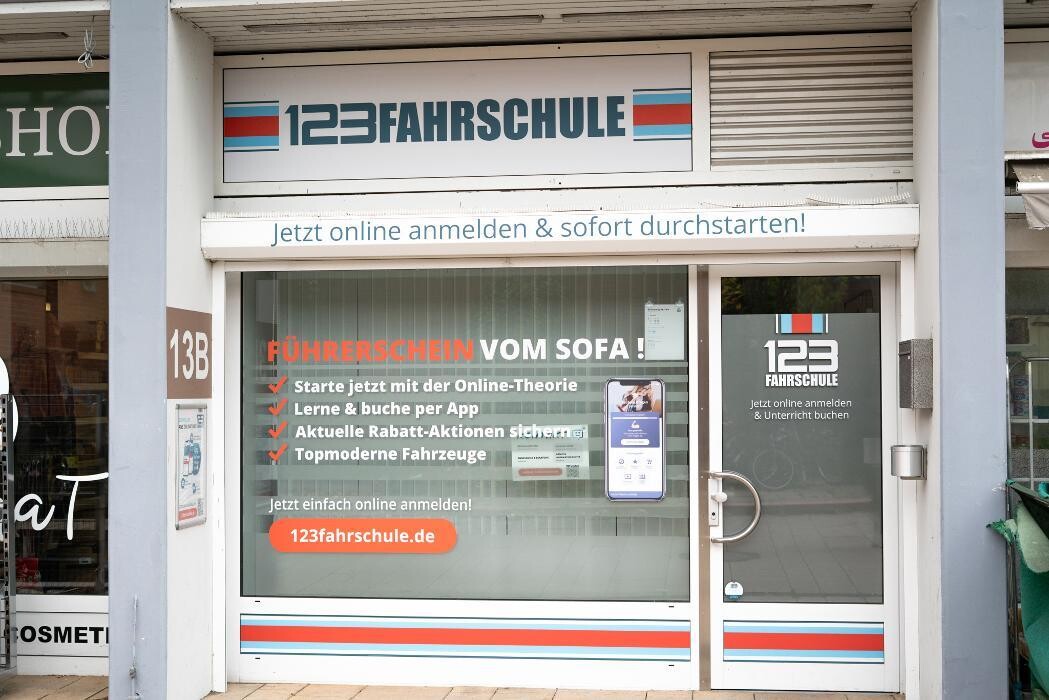 SHO
123FAHRSCHULE
Jetzt online anmelden & sofort durchstarten!
13B
FÜHRERSCHEIN VOM SOFA!
Starte jetzt mit der Online-Theorie
Lerne & buche per App
Aktuelle Rabatt-Aktionen sichern
Topmoderne Fahrzeuge
Jetzt einfach online anmelden!
123fahrschule.de
123
FAHRSCHULE
Jetzt online anmelden
& Unterricht buchen
aT
COSMETI